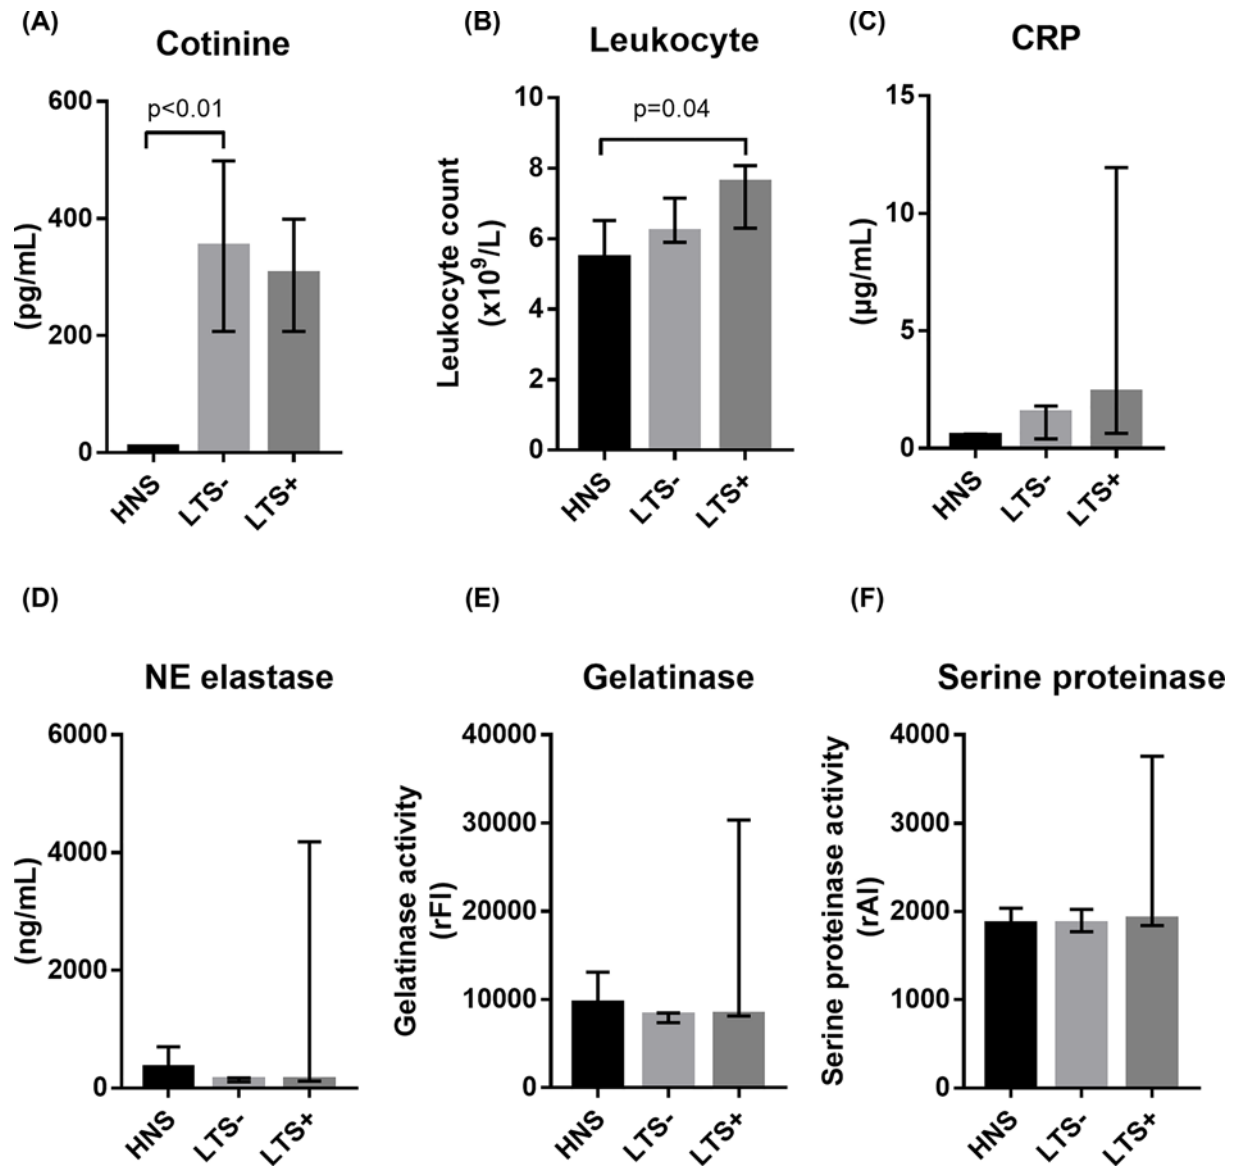 (A)
Cotinine
p<0.01
600
400
200
0
(pg/mL)
HNS
LTS-
LTS+
(B)
Leukocyte
p=0.04
10
8
6
4
2
0
Leukocyte count
(x10⁹/L)
HNS
LTS-
LTS+
(C)
CRP
15
10
5
0
(µg/mL)
HNS
LTS-
LTS+
(D)
NE elastase
6000
4000
2000
0
(ng/mL)
HNS
LTS-
LTS+
(E)
Gelatinase
40000
30000
20000
10000
0
Gelatinase activity
(rFI)
HNS
LTS-
LTS+
(F)
Serine proteinase
4000
3000
2000
1000
0
Serine proteinase activity
(rAI)
HNS
LTS-
LTS+